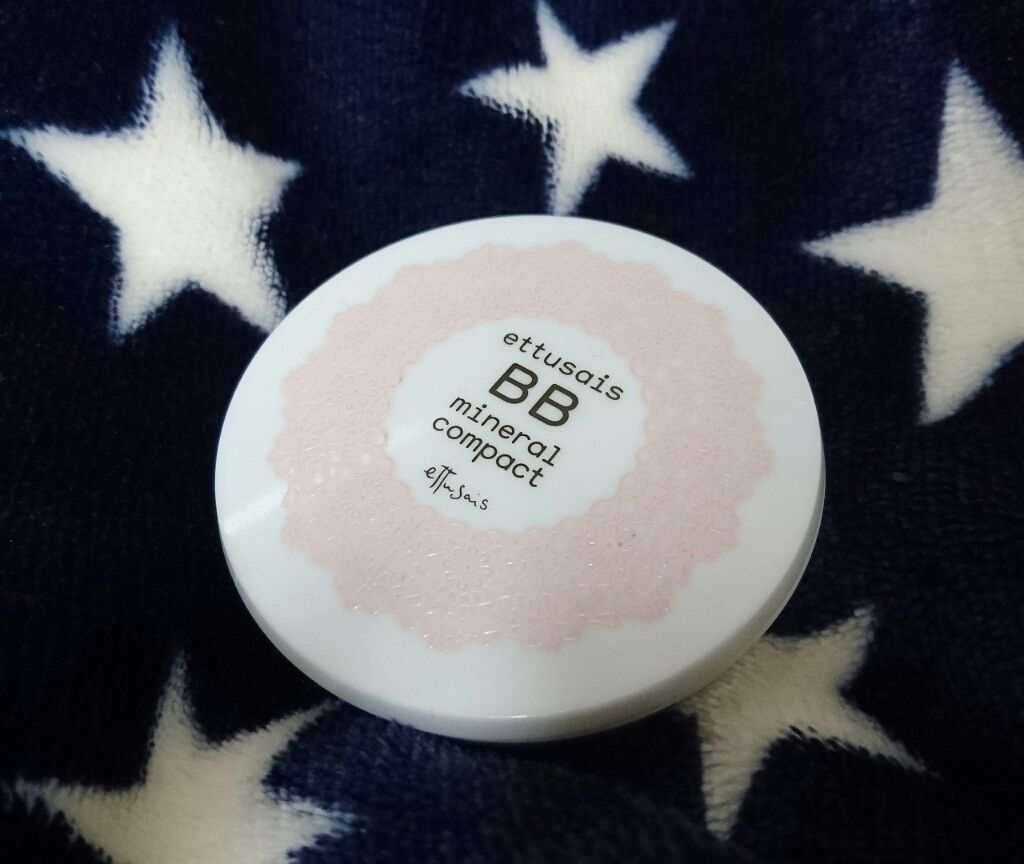 ettusais
BB
mineral
compact
ettusais